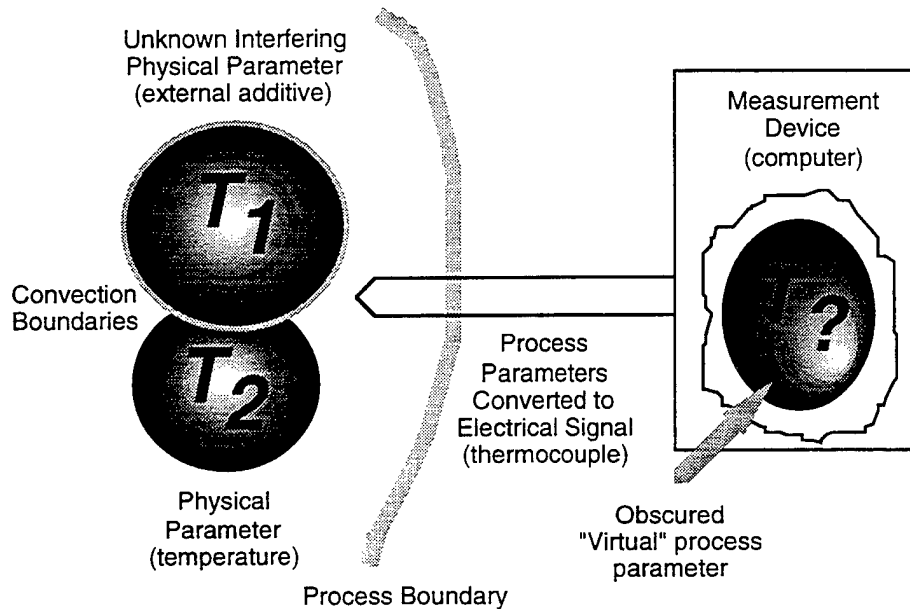 Unknown Interfering
Physical Parameter
(external additive)
T1
Convection
Boundaries
T2
Physical
Parameter
(temperature)
Process Boundary
Process
Parameters
Converted to
Electrical Signal
(thermocouple)
Measurement
Device
(computer)
T?
Obscured
"Virtual" process
parameter